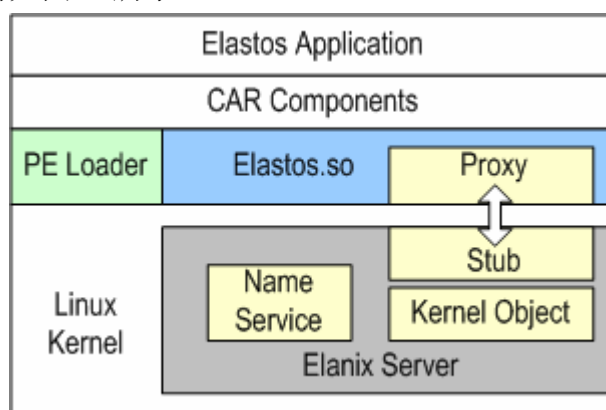 Elastos Application
CAR Components
PE Loader
Elastos.so
Proxy
Stub
Name
Service
Kernel Object
Linux
Kernel
Elanix Server